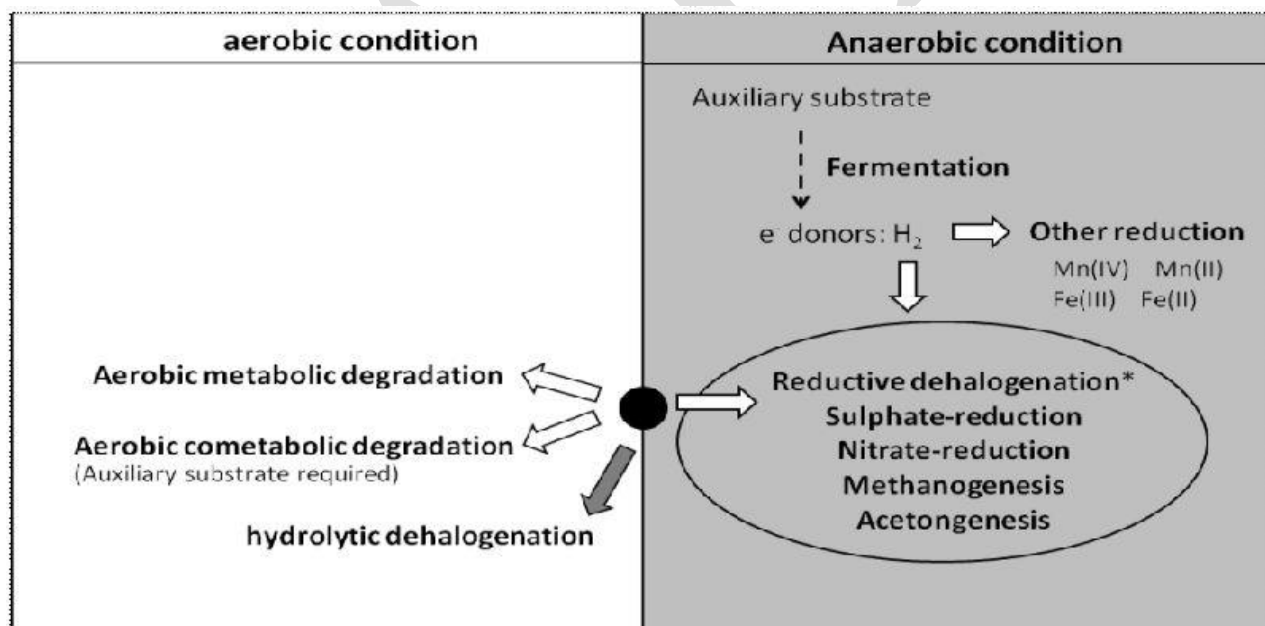 aerobic condition
Anaerobic condition
Auxiliary substrate
Fermentation
e⁻ donors: H₂
Other reduction
Mn(IV) Mn(II)
Fe(III) Fe(II)
Aerobic metabolic degradation
Aerobic cometabolic degradation
(Auxiliary substrate required)
hydrolytic dehalogenation
Reductive dehalogenation*
Sulphate-reduction
Nitrate-reduction
Methanogenesis
Acetongenesis